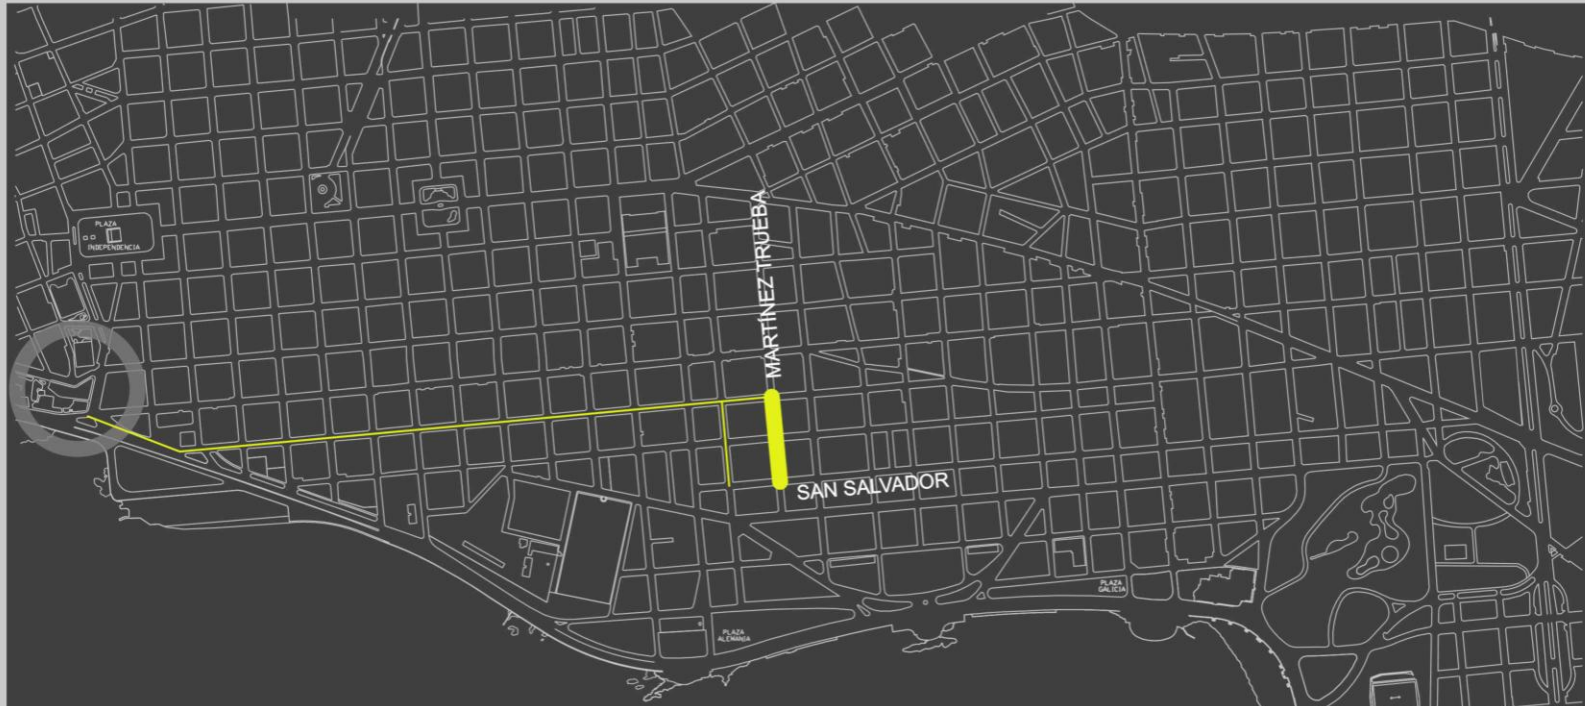 PLAZA
INDEPENDENCIA
MARTÍNEZ TRUEBA
SAN SALVADOR
PLAZA
GALICIA
PLAZA
ALEMANIA